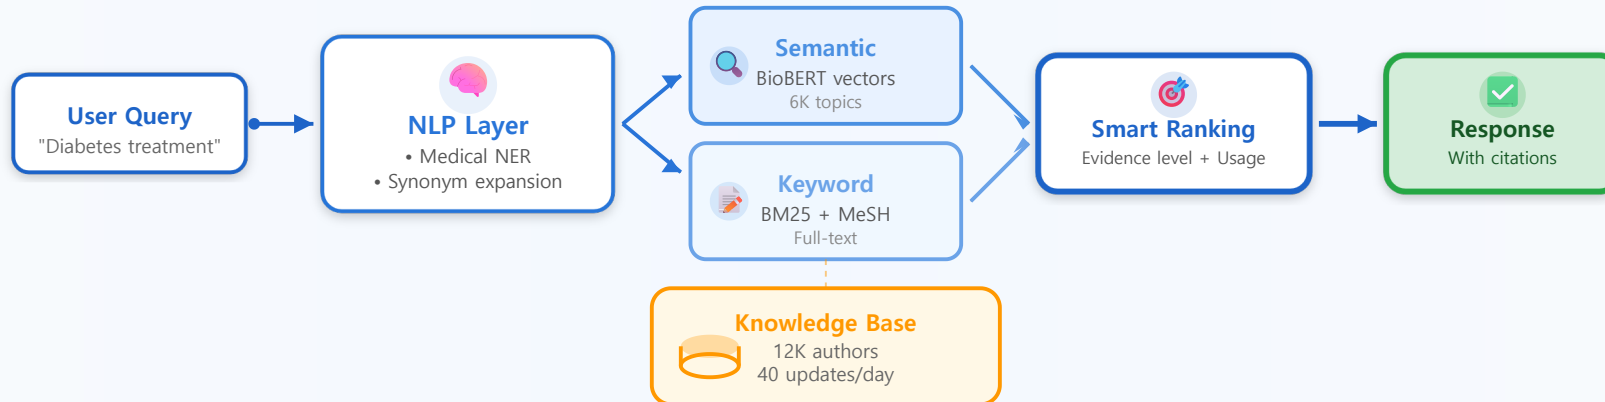 User Query
"Diabetes treatment"
NLP Layer
• Medical NER
• Synonym expansion
Semantic
BioBERT vectors
6K topics
Keyword
BM25 + MeSH
Full-text
Knowledge Base
12K authors
40 updates/day
Smart Ranking
Evidence level + Usage
Response
With citations